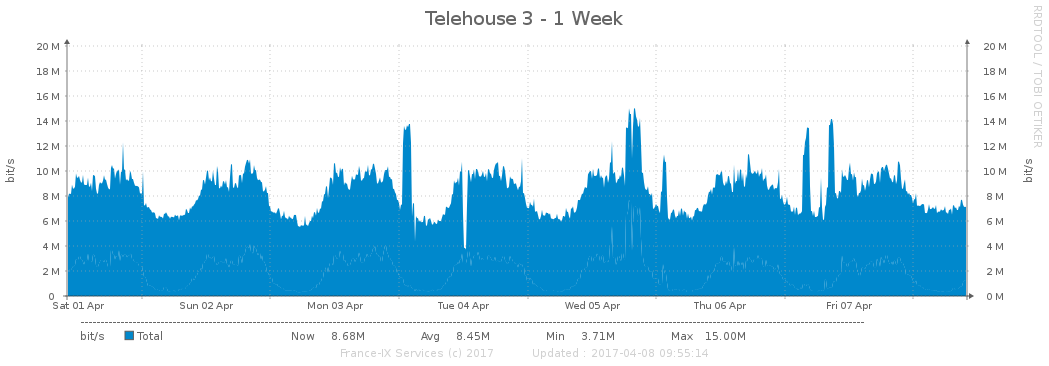 Telehouse 3 - 1 Week
RRDTOOL / TOBI OETIKER
bit/s
bit/s
20 M 20 M
18 M 18 M
16 M 16 M
14 M 14 M
12 M 12 M
10 M 10 M
8 M 8 M
6 M 6 M
4 M 4 M
2 M 2 M
0 0 M
Sat 01 Apr Sun 02 Apr Mon 03 Apr Tue 04 Apr Wed 05 Apr Thu 06 Apr Fri 07 Apr
bit/s Total Now 8.68M Avg 8.45M Min 3.71M Max 15.00M
France-IX Services (c) 2017 Updated : 2017-04-08 09:55:14